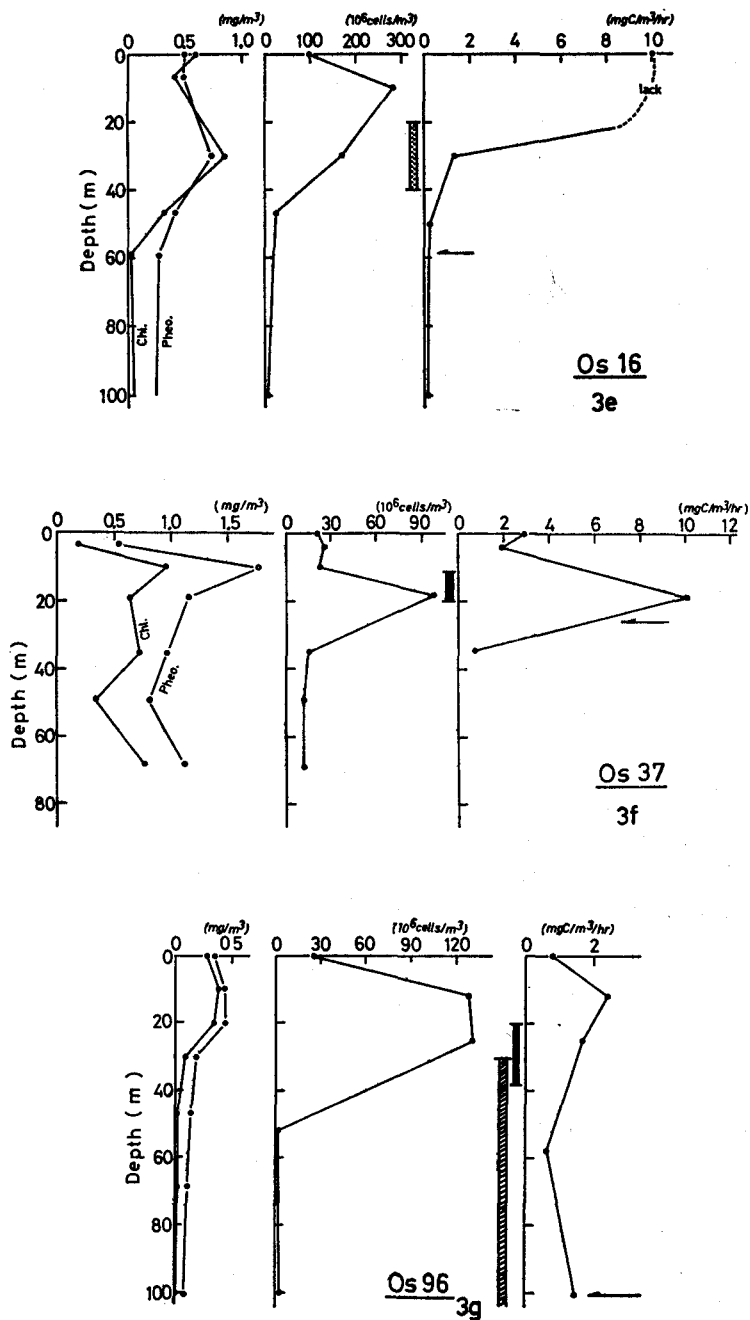 (mg/m³) (10⁶cells/m³) (mgC/m³/hr)
0 0.5 1.0 0 100 200 300 0 2 4 6 8 10
0
20
40
60
80
100
Depth (m)
lack
Chl.
Pheo.
Os 16
3e
(mg/m³) (10⁶cells/m³) (mgC/m³/hr)
0 0.5 1.0 1.5 0 30 60 90 0 2 4 6 8 10 12
0
20
40
60
80
Depth (m)
Chl.
Pheo.
Os 37
3f
(mg/m³) (10⁶cells/m³) (mgC/m³/hr)
0 0.5 0 30 60 90 120 0 2
0
20
40
60
80
100
Depth (m)
Os 96
3g